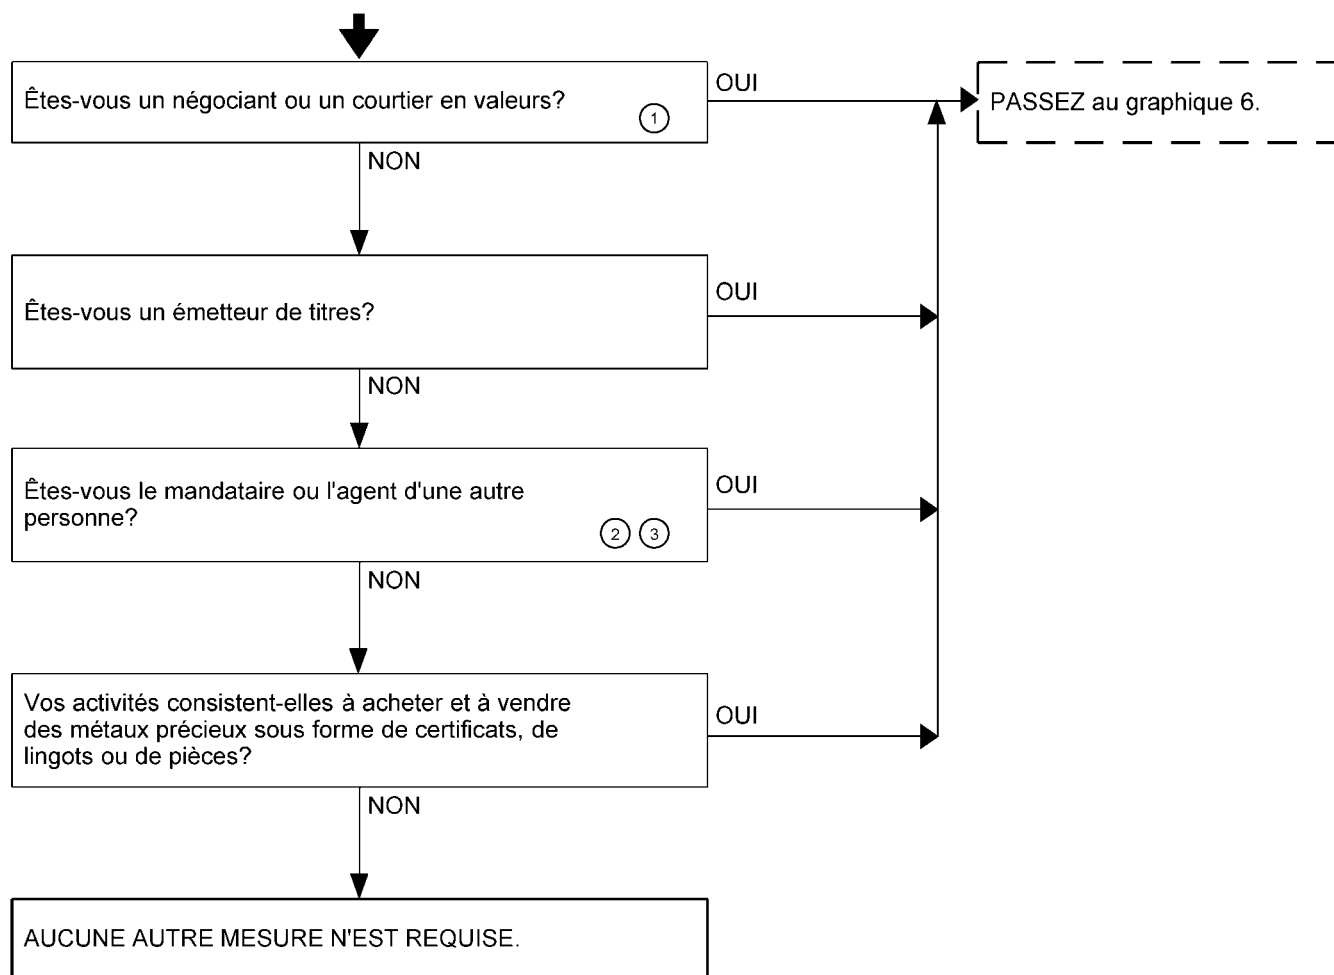 Êtes-vous un négociant ou un courtier en valeurs?
1
OUI
PASSEZ au graphique 6.
NON
Êtes-vous un émetteur de titres?
OUI
NON
Êtes-vous le mandataire ou l'agent d'une autre
personne?
2 3
OUI
NON
Vos activités consistent-elles à acheter et à vendre
des métaux précieux sous forme de certificats, de
lingots ou de pièces?
OUI
NON
AUCUNE AUTRE MESURE N'EST REQUISE.